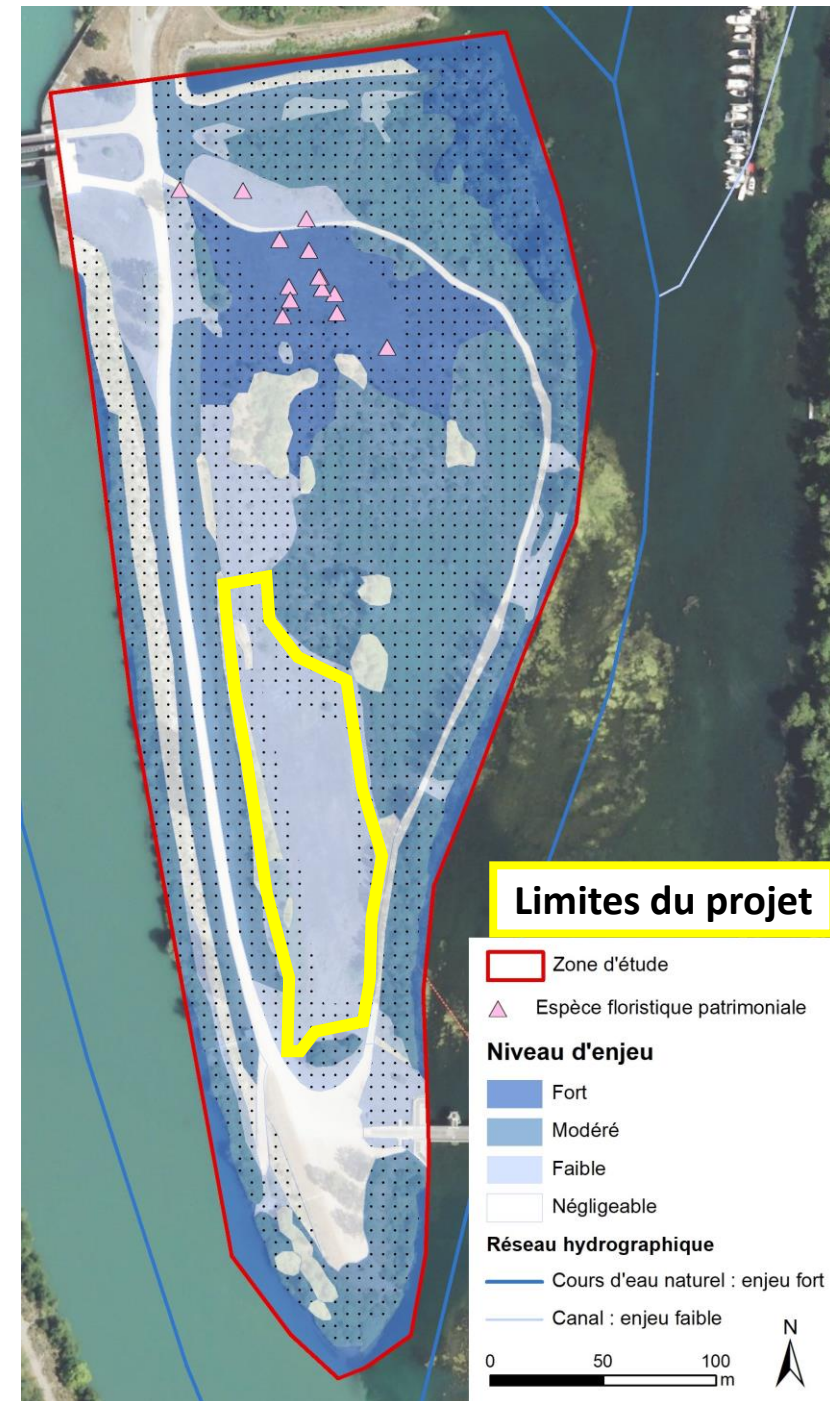 Limites du projet
Zone d'étude
Espèce floristique patrimoniale
Niveau d'enjeu
Fort
Modéré
Faible
Négligeable
Réseau hydrographique
Cours d'eau naturel : enjeu fort
Canal : enjeu faible
N
0 50 100
m